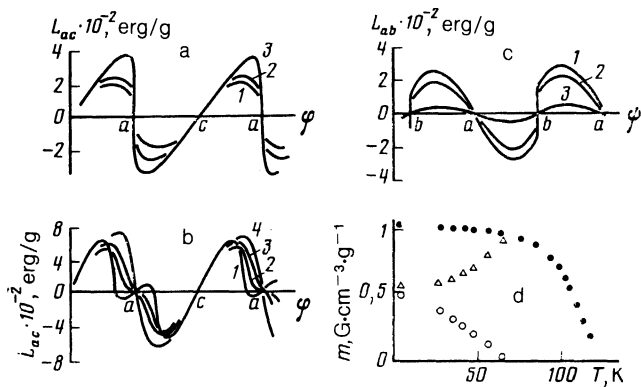 L_ac·10^-2 erg/g
L_ab·10^-2 erg/g
4
2
0
-2
a
3
2
1
a
c
a
φ
4
2
0
-2
-4
c
1
2
3
b
a
b
a
ψ
L_ac·10^-2, erg/g
8
4
0
-4
-8
b
4
3
1
2
a
c
a
φ
m, G·cm^-3·g^-1
1
0,5
0
d
50
100
T, K